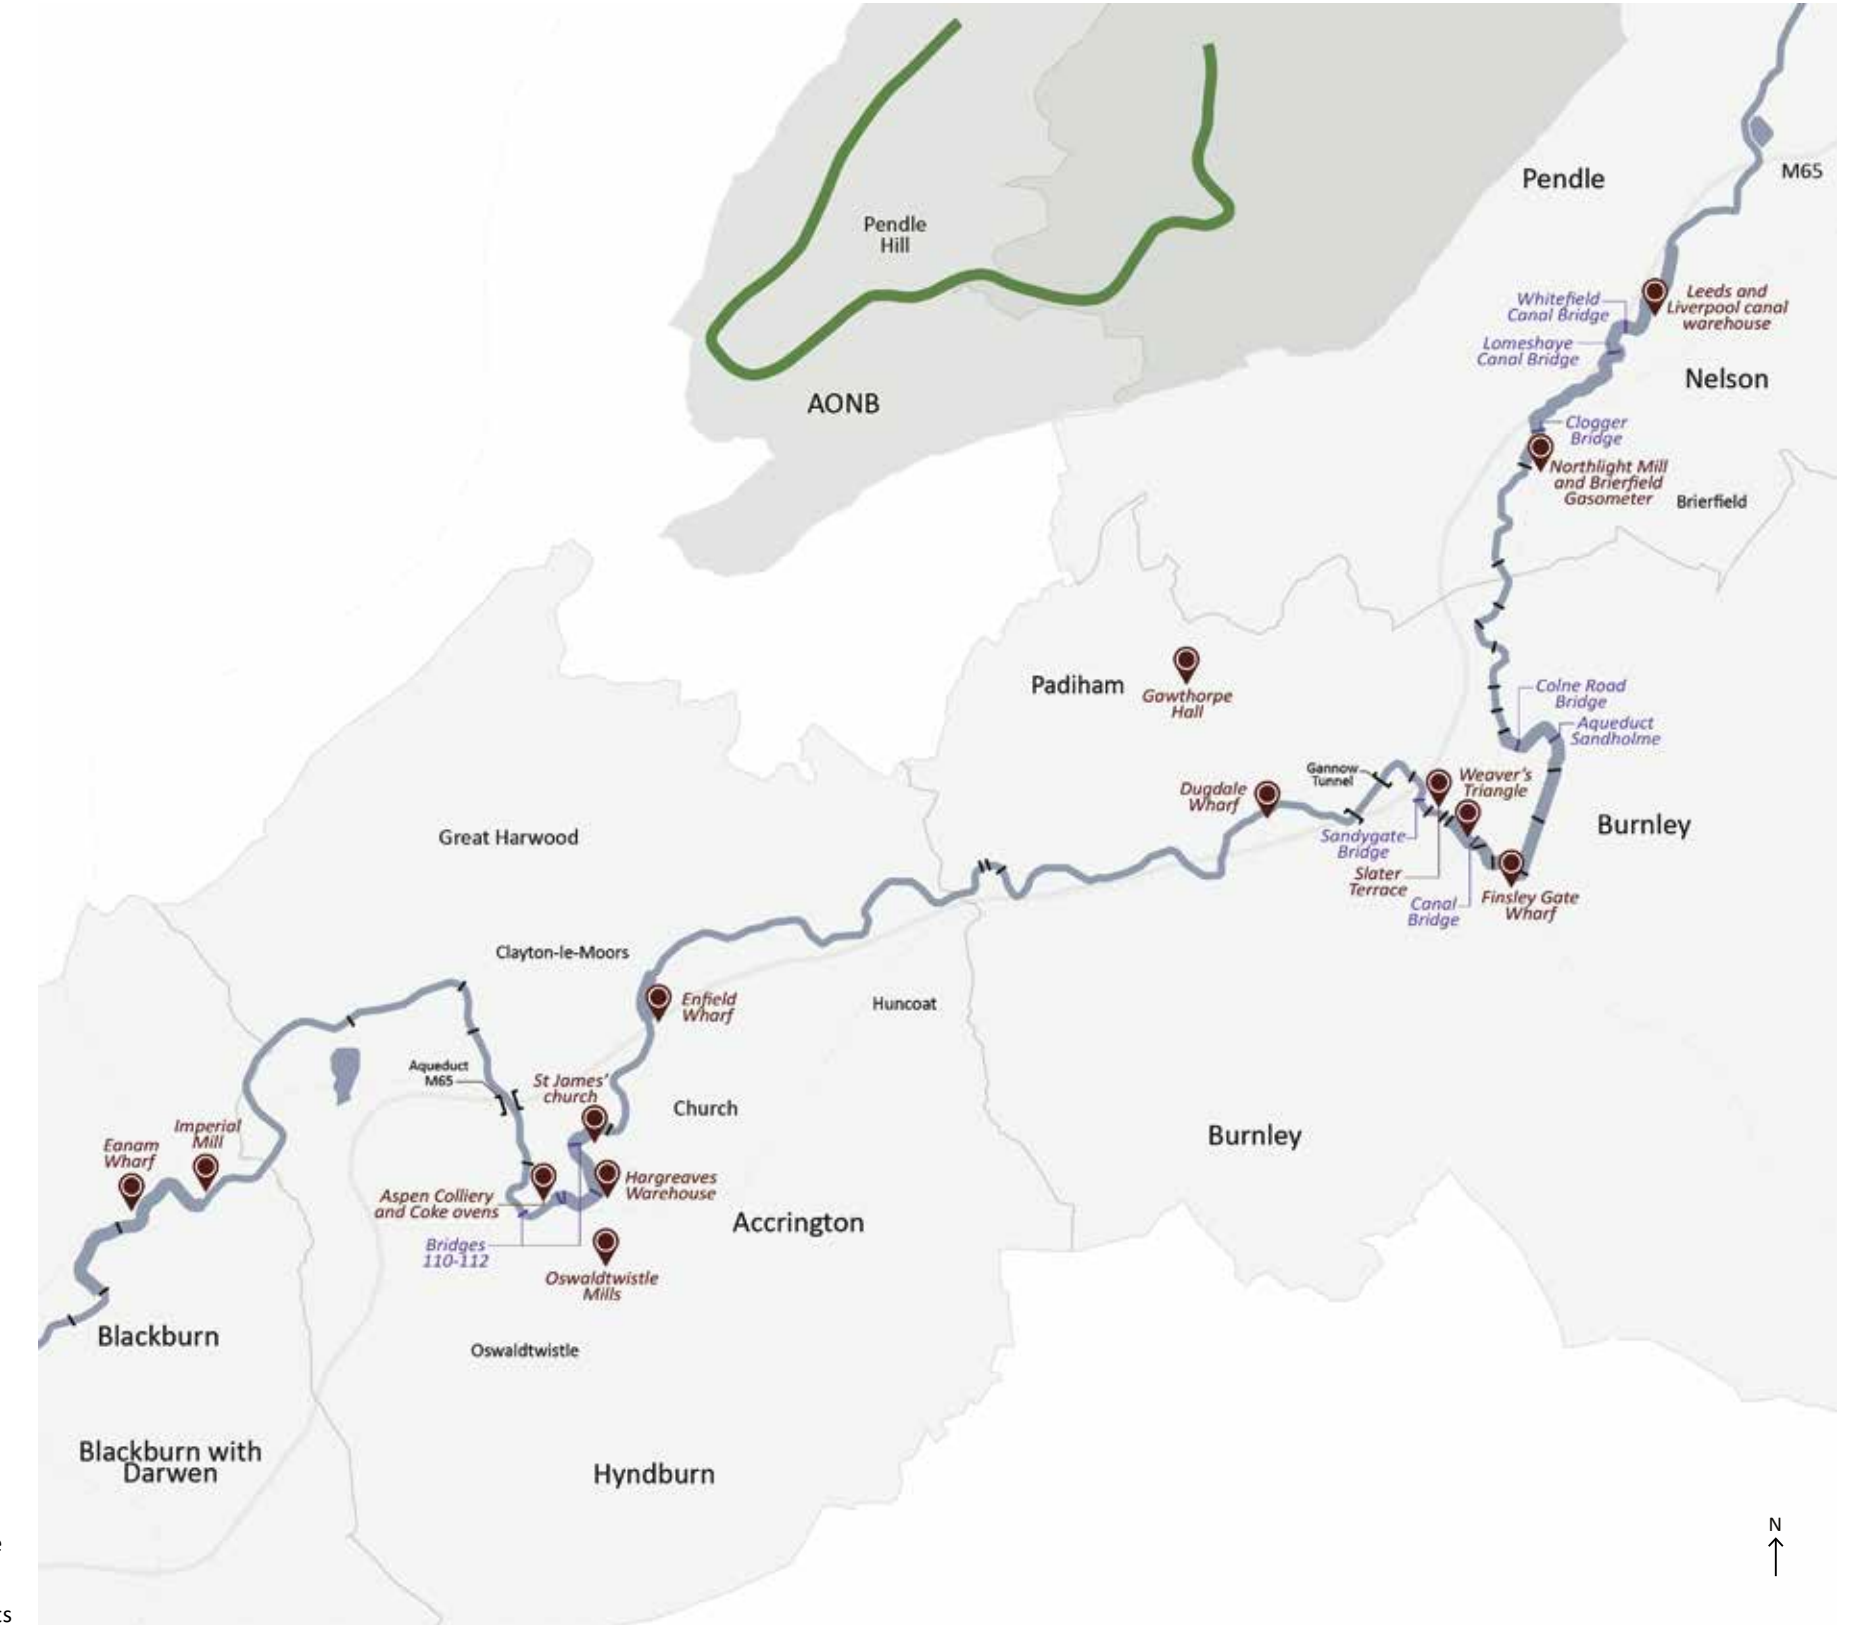 Pendle
M65
Pendle
Hill
Whitefield
Canal Bridge
Leeds and
Liverpool canal
warehouse
Lomeshaye
Canal Bridge
Nelson
AONB
Clogger
Bridge
Northlight Mill
and Brierfield
Gasometer
Brierfield
Padiham
Gawthorpe
Hall
Colne Road
Bridge
Aqueduct
Sandholme
Gannow
Tunnel
Weaver's
Triangle
Dugdale
Wharf
Burnley
Sandygate
Bridge
Slater
Terrace
Canal
Bridge
Finsley Gate
Wharf
Great Harwood
Clayton-le-Moors
Enfield
Wharf
Huncoat
Aqueduct
M65
St James'
church
Church
Imperial
Mill
Eanam
Wharf
Burnley
Hargreaves
Warehouse
Aspen Colliery
and Coke ovens
Accrington
Bridges
110-112
Oswaldtwistle
Mills
Blackburn
Oswaldtwistle
Blackburn with
Darwen
Hyndburn
N